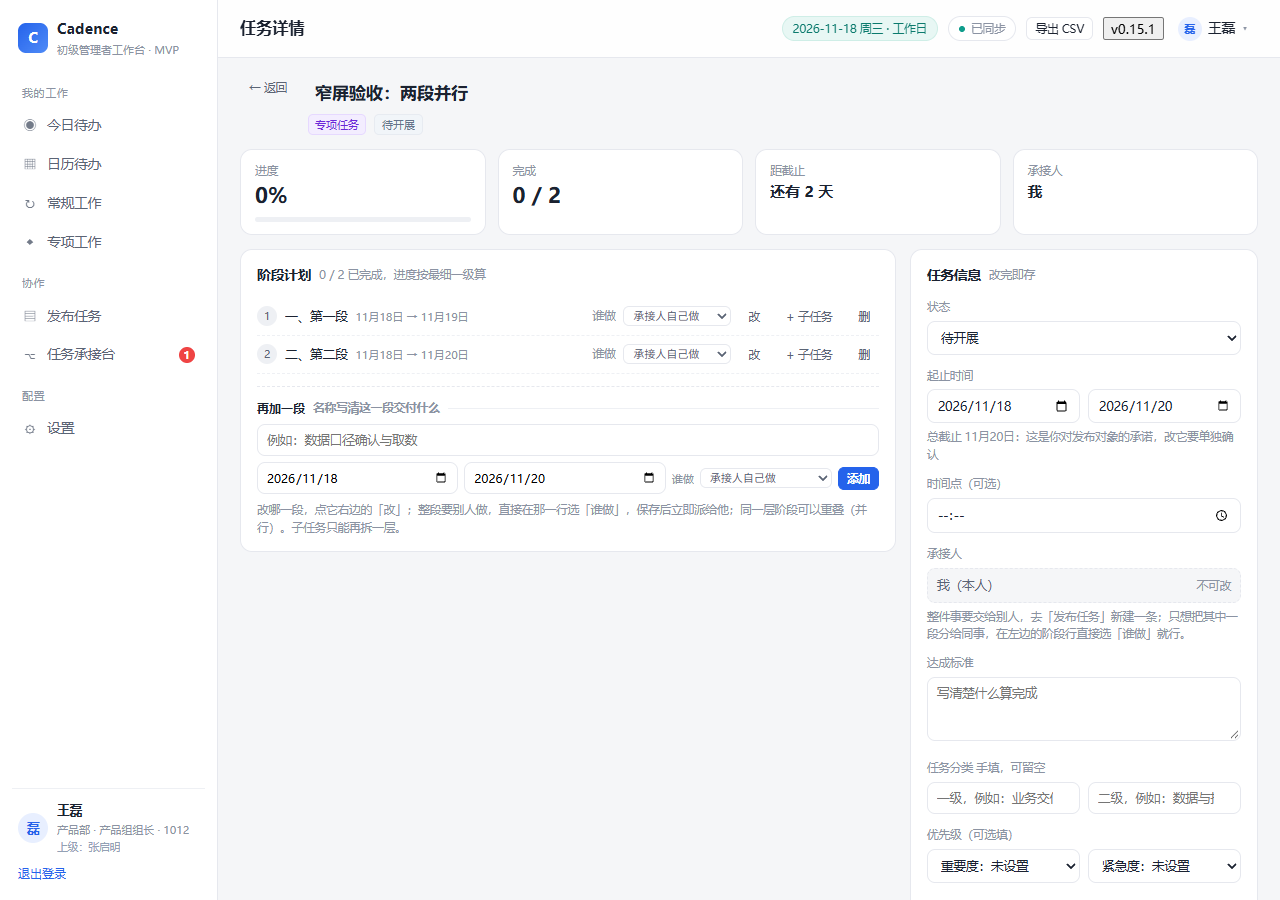 C
Cadence
初级管理者工作台 · MVP
我的工作
今日待办
日历待办
常规工作
专项工作
协作
发布任务
任务承接台
1
配置
设置
磊
王磊
产品部 · 产品组组长 · 1012
上级：张启明
退出登录
任务详情
2026-11-18 周三 · 工作日
已同步
导出 CSV
v0.15.1
磊
王磊
← 返回
窄屏验收：两段并行
专项任务
待开展
进度
0%
完成
0 / 2
距截止
还有 2 天
承接人
我
阶段计划 0 / 2 已完成，进度按最细一级算
1 一、第一段 11月18日 → 11月19日 谁做 承接人自己做 改 + 子任务 删
2 二、第二段 11月18日 → 11月20日 谁做 承接人自己做 改 + 子任务 删
再加一段 名称写清这一段交付什么
例如：数据口径确认与取数
2026/11/18 2026/11/20 谁做 承接人自己做 添加
改哪一段，点它右边的「改」；整段要别人做，直接在那一行选「谁做」，保存后立即派给他；同一层阶段可以重叠（并
行）。子任务只能再拆一层。
任务信息 改完即存
状态
待开展
起止时间
2026/11/18 2026/11/20
总截止 11月20日：这是你对发布对象的承诺，改它要单独确
认
时间点（可选）
--:--
承接人
我（本人） 不可改
整件事要交给别人，去「发布任务」新建一条；只想把其中一
段分给同事，在左边的阶段行直接选「谁做」就行。
达成标准
写清楚什么算完成
任务分类 手填，可留空
一级，例如：业务交付 二级，例如：数据与
优先级（可选填）
重要度：未设置 紧急度：未设置